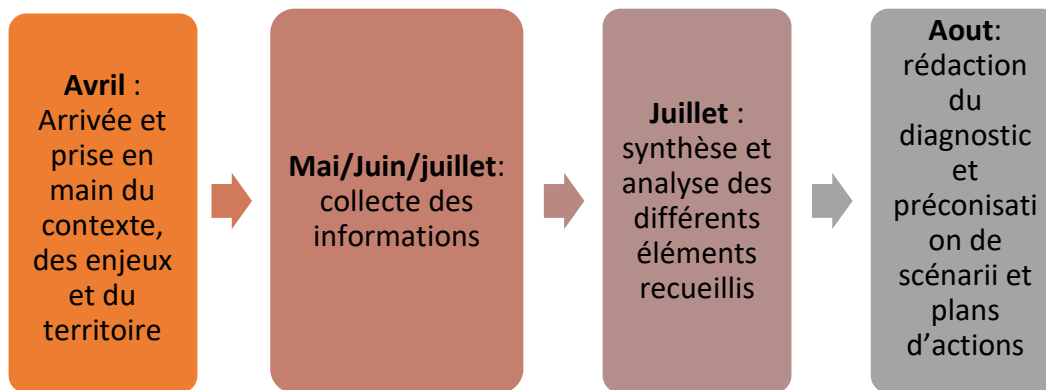 Avril :
Arrivée et
prise en
main du
contexte,
des enjeux
et du
territoire
Mai/Juin/juillet:
collecte des
informations
Juillet :
synthèse et
analyse des
différents
éléments
recueillis
Aout:
rédaction
du
diagnostic
et
préconisati
on de
scénarii et
plans
d’actions